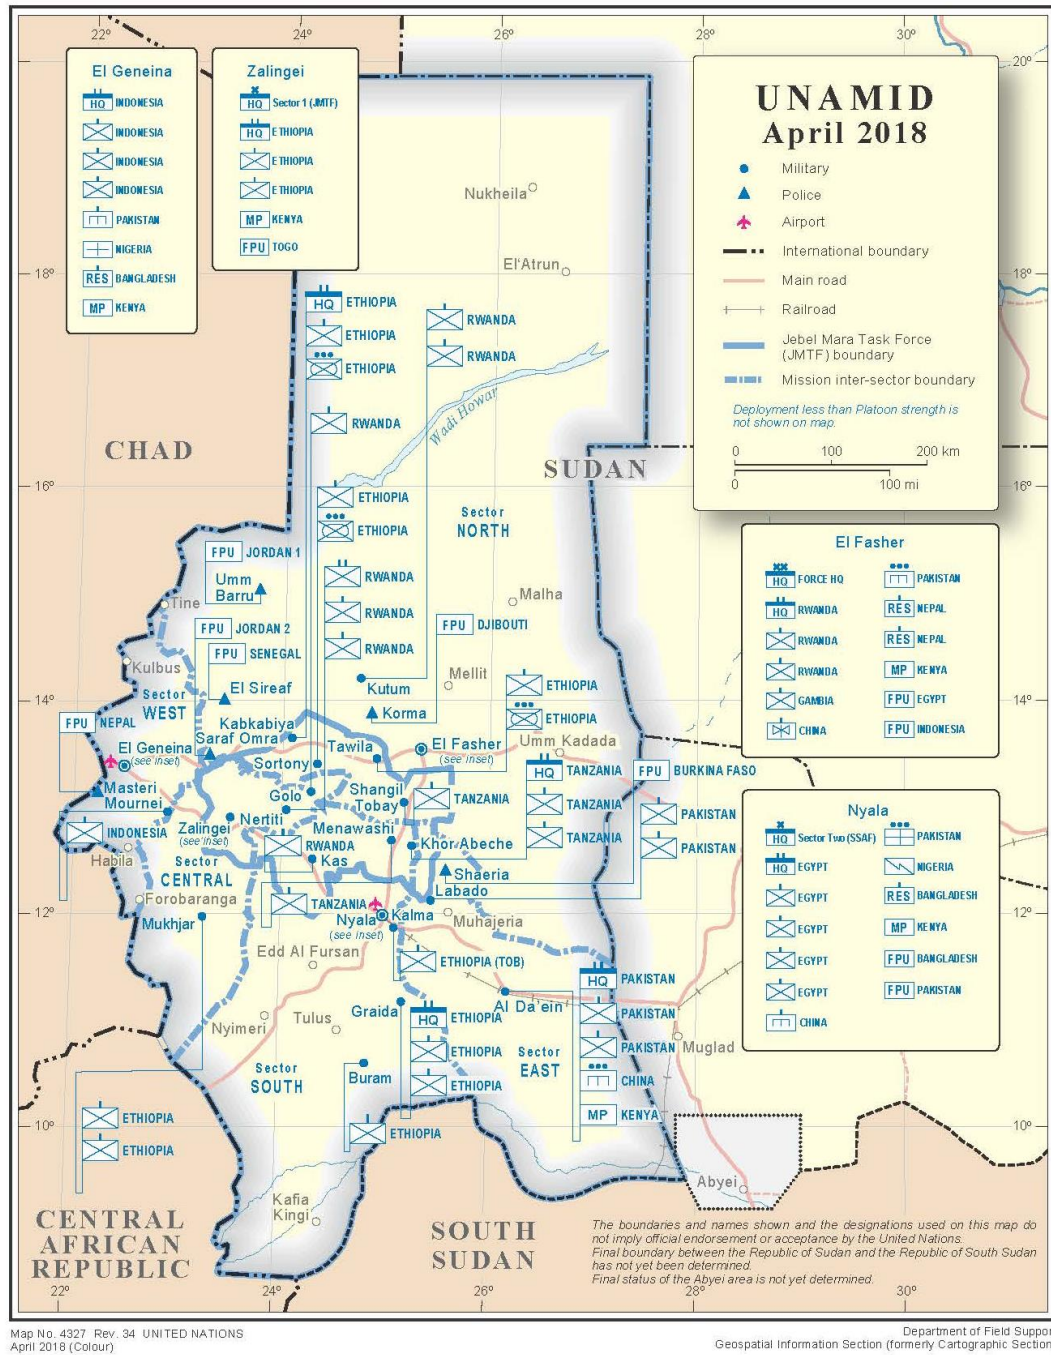 22°
24°
26°
28°
30°
20°
El Geneina
HQ INDONESIA
INDONESIA
INDONESIA
INDONESIA
PAKISTAN
NIGERIA
RES BANGLADESH
MP KENYA
Zalingei
HQ Sector 1 (JMTF)
HQ ETHIOPIA
ETHIOPIA
ETHIOPIA
MP KENYA
FPU TOGO
UNAMID
April 2018
Military
Police
Airport
International boundary
Main road
Railroad
Jebel Mara Task Force
(JMTF) boundary
Mission inter-sector boundary
Deployment less than Platoon strength is
not shown on map.
0 100 200 km
0 100 mi
Nukheila
El'Atrun
18°
18°
HQ ETHIOPIA
ETHIOPIA
ETHIOPIA
RWANDA
RWANDA
RWANDA
Wadi Howar
CHAD
SUDAN
16°
16°
ETHIOPIA
ETHIOPIA
Sector
NORTH
RWANDA
RWANDA
RWANDA
FPU JORDAN 1
Umm
Barru
Tine
Malha
FPU JORDAN 2
FPU SENEGAL
FPU DJIBOUTI
Kulbus
Sector
WEST
El Sireaf
Kutum
Mellit
ETHIOPIA
ETHIOPIA
14°
14°
FPU NEPAL
Korma
Kabkabiya
Saraf Omra
El Geneina
(see inset)
Tawila
El Fasher
(see inset)
Umm Kadada
Sortony
HQ TANZANIA
TANZANIA
TANZANIA
FPU BURKINA FASO
PAKISTAN
PAKISTAN
Masteri
Mournei
Golo
Shangil
Tobay
TANZANIA
Zalingei
(see inset)
Nertiti
Menawashi
INDONESIA
Habila
RWANDA
Khor Abeche
Sector
CENTRAL
Kas
Shaeria
Labado
Forobaranga
TANZANIA
12°
12°
Mukhjar
Nyala
(see inset)
Kalma
Muhajeria
Edd Al Fursan
ETHIOPIA (TOB)
HQ PAKISTAN
PAKISTAN
PAKISTAN
CHINA
MP KENYA
Graida
Al Da'ein
Nyimeri
Tulus
HQ ETHIOPIA
ETHIOPIA
ETHIOPIA
Muglad
Sector
SOUTH
Buram
Sector
EAST
ETHIOPIA
ETHIOPIA
ETHIOPIA
10°
10°
El Fasher
HQ FORCE HQ
HQ RWANDA
RWANDA
RWANDA
GAMBIA
CHINA
PAKISTAN
RES NEPAL
RES NEPAL
MP KENYA
FPU EGYPT
FPU INDONESIA
Nyala
HQ Sector Two (SSAF)
HQ EGYPT
EGYPT
EGYPT
EGYPT
EGYPT
CHINA
PAKISTAN
NIGERIA
RES BANGLADESH
MP KENYA
FPU BANGLADESH
FPU PAKISTAN
Abyei
Kafia
Kingi
CENTRAL
AFRICAN
REPUBLIC
SOUTH
SUDAN
The boundaries and names shown and the designations used on this map do
not imply official endorsement or acceptance by the United Nations.
Final boundary between the Republic of Sudan and the Republic of South Sudan
has not yet been determined.
Final status of the Abyei area is not yet determined.
22°
24°
26°
28°
30°
Map No. 4327 Rev. 34 UNITED NATIONS
April 2018 (Colour)
Department of Field Suppor
Geospatial Information Section (formerly Cartographic Section